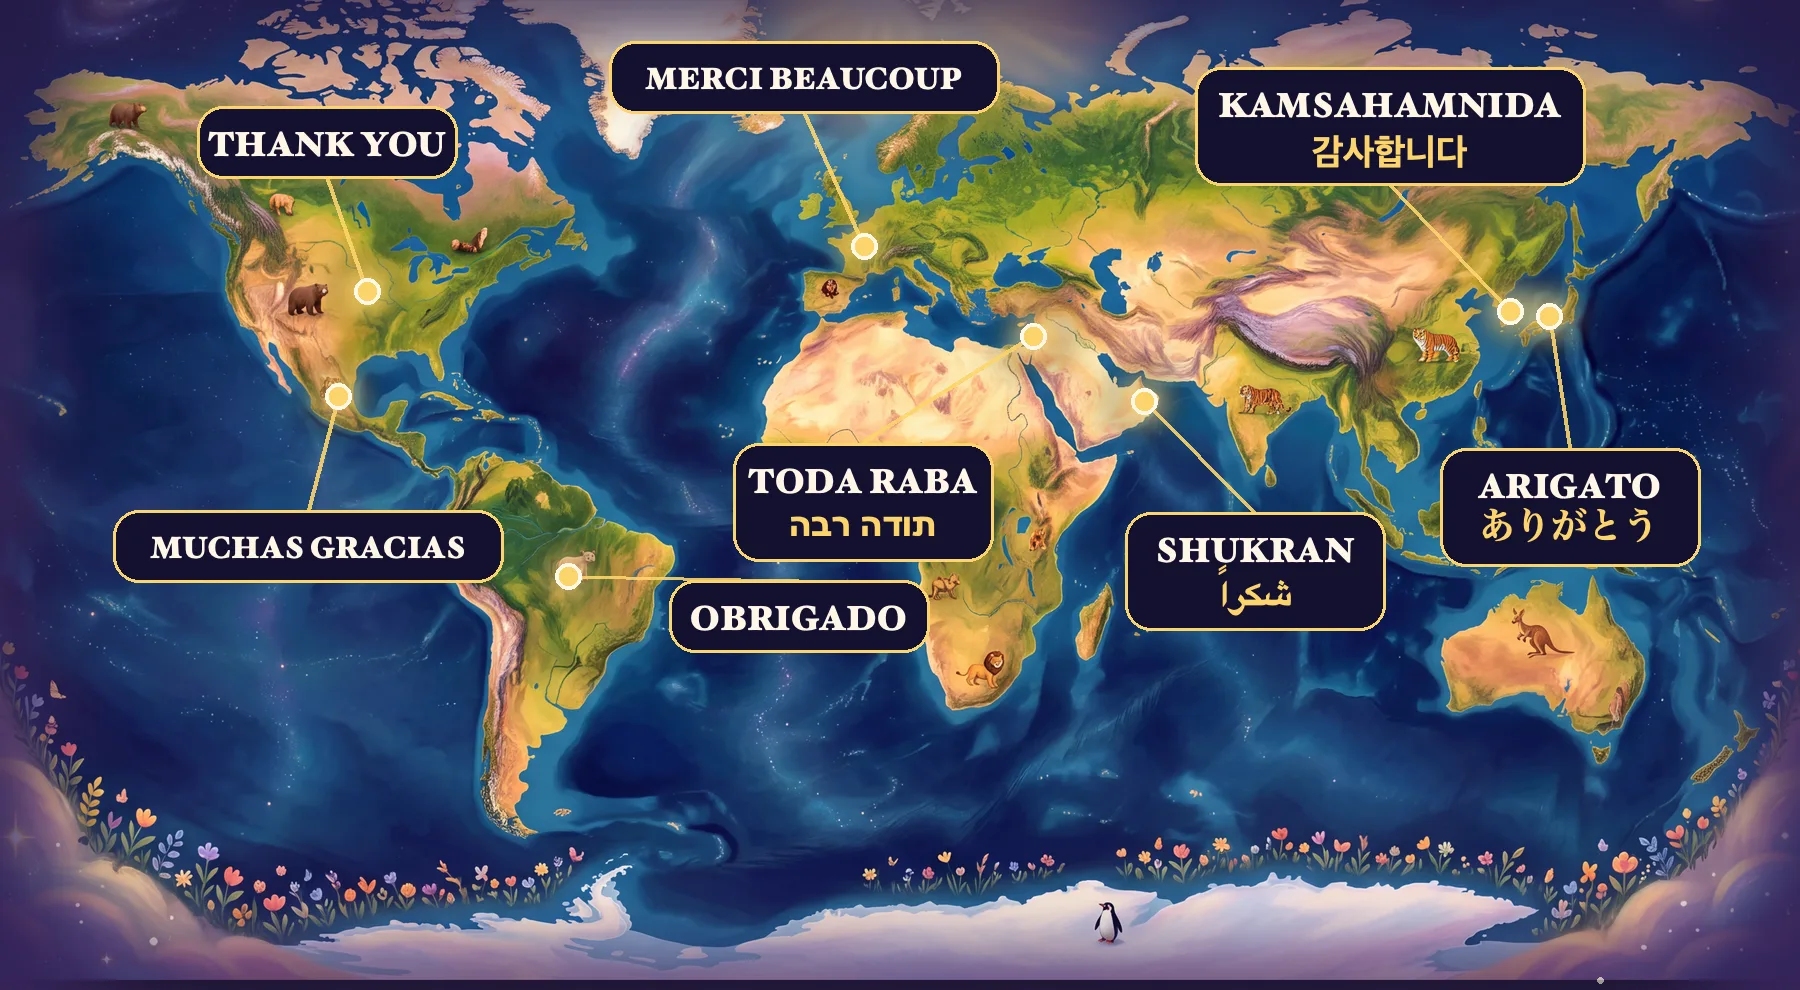 MERCI BEAUCOUP
KAMSAHAMNIDA
감사합니다
THANK YOU
TODA RABA
תודה רבה
ARIGATO
ありがとう
MUCHAS GRACIAS
SHUKRAN
شكراً
OBRIGADO